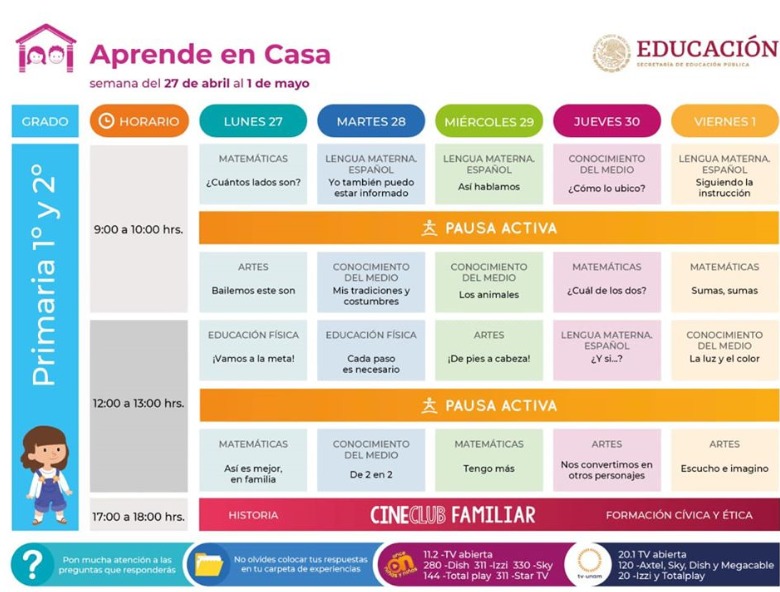 Aprende en Casa
semana del 27 de abril al 1 de mayo
EDUCACIÓN
SECRETARÍA DE EDUCACIÓN PÚBLICA
GRADO
HORARIO
LUNES 27
MARTES 28
MIÉRCOLES 29
JUEVES 30
VIERNES 1
Primaria 1° y 2°
9:00 a 10:00 hrs.
MATEMÁTICAS
¿Cuántos lados son?
LENGUA MATERNA.
ESPAÑOL
Yo también puedo
estar informado
LENGUA MATERNA.
ESPAÑOL
Así hablamos
CONOCIMIENTO
DEL MEDIO
¿Cómo lo ubico?
LENGUA MATERNA.
ESPAÑOL
Siguiendo la
instrucción
PAUSA ACTIVA
ARTES
Bailemos este son
CONOCIMIENTO
DEL MEDIO
Mis tradiciones y
costumbres
CONOCIMIENTO
DEL MEDIO
Los animales
MATEMÁTICAS
¿Cuál de los dos?
MATEMÁTICAS
Sumas, sumas
12:00 a 13:00 hrs.
EDUCACIÓN FÍSICA
¡Vamos a la meta!
EDUCACIÓN FÍSICA
Cada paso
es necesario
ARTES
¡De pies a cabeza!
LENGUA MATERNA.
ESPAÑOL
¿Y si...?
CONOCIMIENTO
DEL MEDIO
La luz y el color
PAUSA ACTIVA
MATEMÁTICAS
Así es mejor,
en familia
CONOCIMIENTO
DEL MEDIO
De 2 en 2
MATEMÁTICAS
Tengo más
ARTES
Nos convertimos en
otros personajes
ARTES
Escucho e imagino
17:00 a 18:00 hrs.
HISTORIA
CINECLUB FAMILIAR
FORMACIÓN CÍVICA Y ÉTICA
?
Pon mucha atención a las
preguntas que responderás
No olvides colocar tus respuestas
en tu carpeta de experiencias
once
niñas y niños
11.2 -TV abierta
280 -Dish 311 -Izzi 330 -Sky
144 -Total play 311 -Star TV
tv·unam
20.1 TV abierta
120 -Axtel, Sky, Dish y Megacable
20 -Izzi y Totalplay